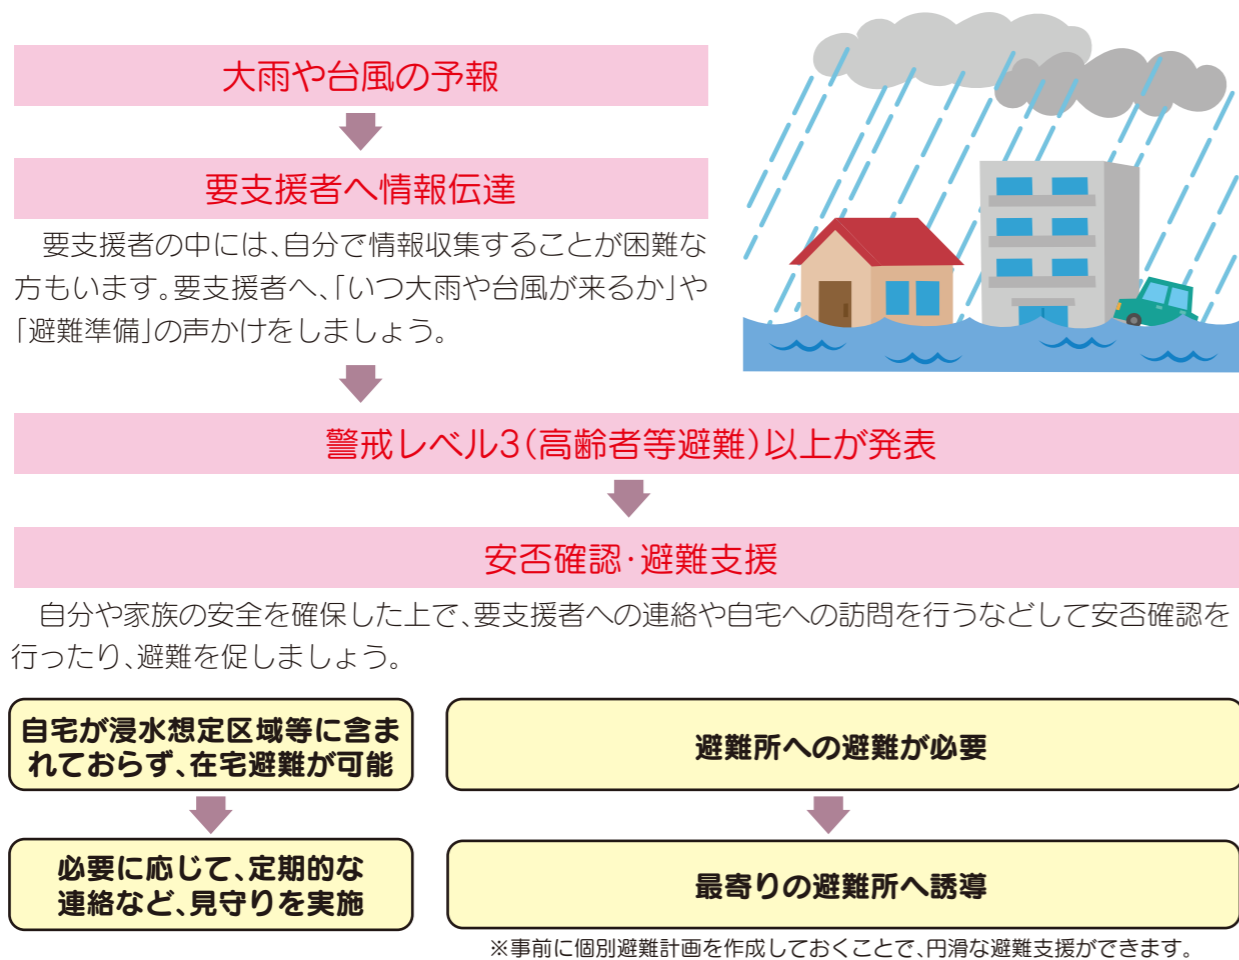 大雨や台風の予報
要支援者へ情報伝達
要支援者の中には、自分で情報収集することが困難な
方もいます。要支援者へ、「いつ大雨や台風が来るか」や
「避難準備」の声かけをしましょう。
警戒レベル3(高齢者等避難)以上が発表
安否確認・避難支援
自分や家族の安全を確保した上で、要支援者への連絡や自宅への訪問を行うなどして安否確認を
行ったり、避難を促しましょう。
自宅が浸水想定区域等に含ま
れておらず、在宅避難が可能
必要に応じて、定期的な
連絡など、見守りを実施
避難所への避難が必要
最寄りの避難所へ誘導
※事前に個別避難計画を作成しておくことで、円滑な避難支援ができます。